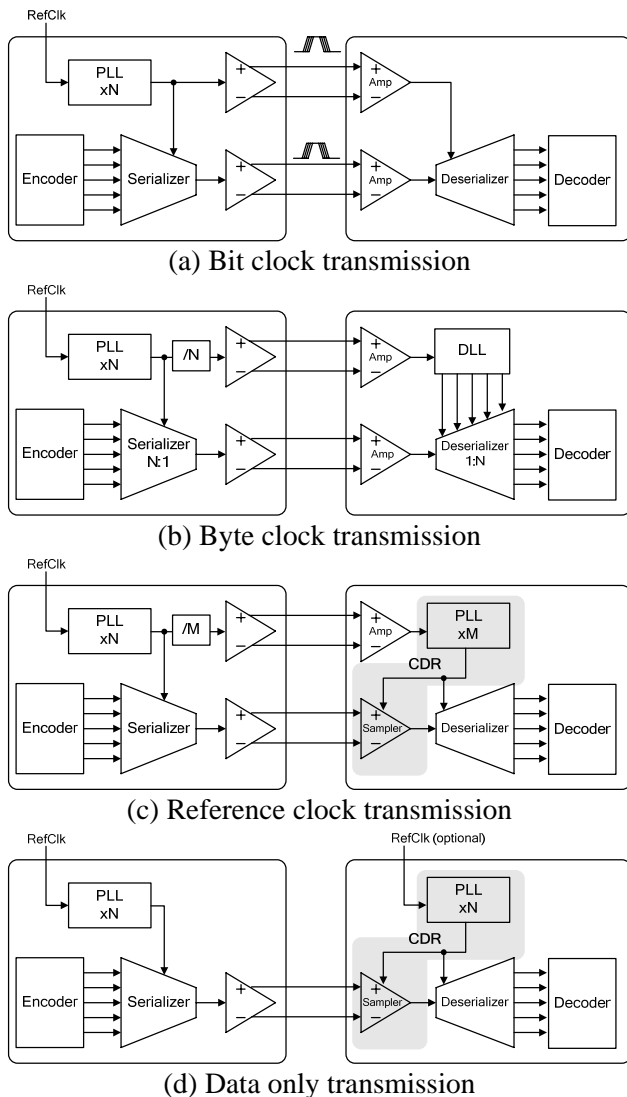 RefClk
PLL
xN
+
−
+
Amp
−
Encoder
Serializer
+
−
+
Amp
−
Deserializer
Decoder
(a) Bit clock transmission
RefClk
PLL
xN
/N
+
−
+
Amp
−
DLL
Encoder
Serializer
N:1
+
−
+
Amp
−
Deserializer
1:N
Decoder
(b) Byte clock transmission
RefClk
PLL
xN
/M
+
−
+
Amp
−
PLL
xM
CDR
Encoder
Serializer
+
−
+
Sampler
−
Deserializer
Decoder
(c) Reference clock transmission
RefClk
RefClk (optional)
PLL
xN
PLL
xN
CDR
Encoder
Serializer
+
−
+
Sampler
−
Deserializer
Decoder
(d) Data only transmission